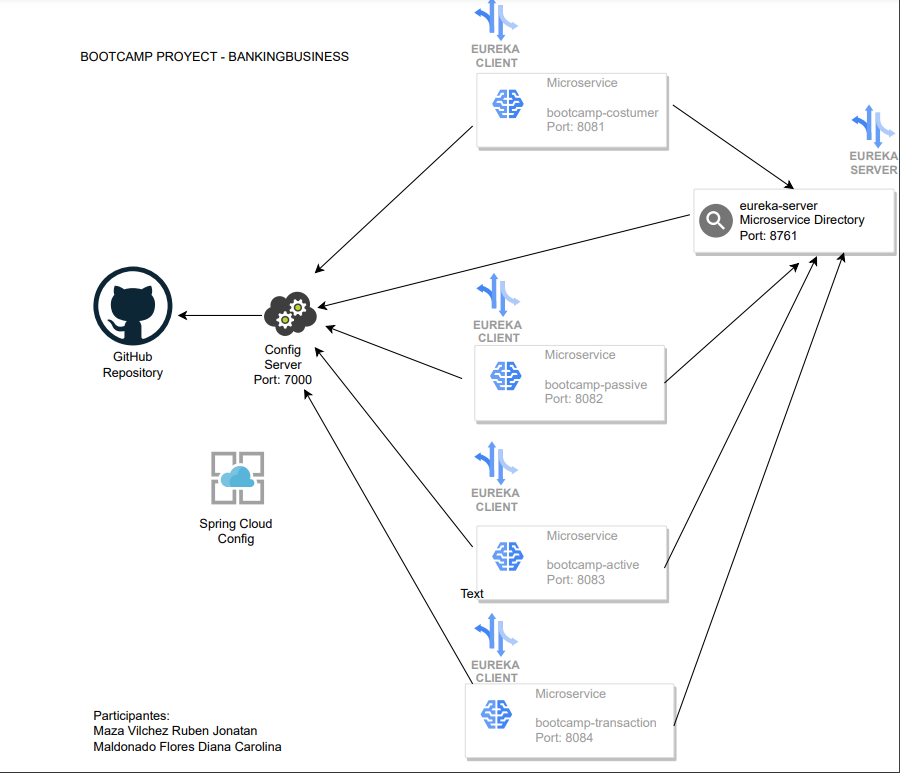 BOOTCAMP PROYECT - BANKINGBUSINESS
EUREKA
CLIENT
Microservice
bootcamp-costumer
Port: 8081
EUREKA
SERVER
eureka-server
Microservice Directory
Port: 8761
GitHub
Repository
Config
Server
Port: 7000
EUREKA
CLIENT
Microservice
bootcamp-passive
Port: 8082
Spring Cloud
Config
EUREKA
CLIENT
Microservice
bootcamp-active
Port: 8083
Text
EUREKA
CLIENT
Microservice
bootcamp-transaction
Port: 8084
Participantes:
Maza Vilchez Ruben Jonatan
Maldonado Flores Diana Carolina